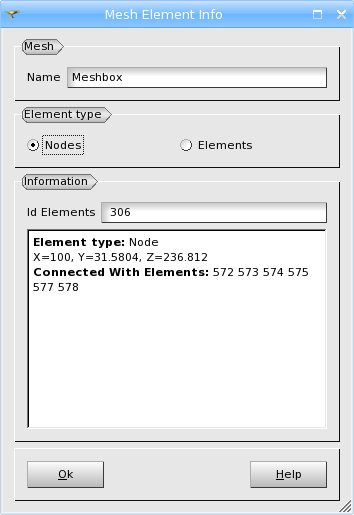 Mesh Element Info
Mesh
Name Meshbox
Element type
Nodes Elements
Information
Id Elements 306
Element type: Node
X=100, Y=31.5804, Z=236.812
Connected With Elements: 572 573 574 575
577 578
Ok Help